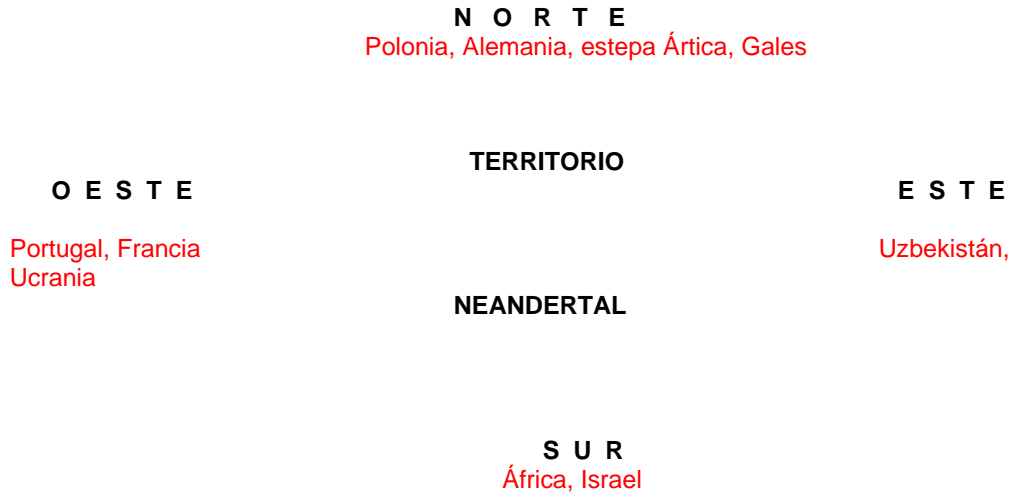 N O R T E
Polonia, Alemania, estepa Ártica, Gales
TERRITORIO
O E S T E E S T E
Portugal, Francia Uzbekistán,
Ucrania
NEANDERTAL
S U R
África, Israel